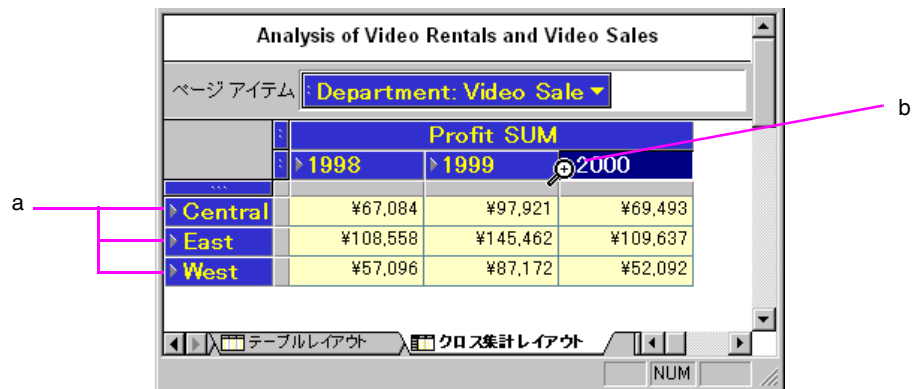 Analysis of Video Rentals and Video Sales
ページ アイテム Department: Video Sale
b
Profit SUM
1998 1999 2000
a
Central ¥67,084 ¥97,921 ¥69,493
East ¥108,558 ¥145,462 ¥109,637
West ¥57,096 ¥87,172 ¥52,092
テーブルレイアウト クロス集計レイアウト
NUM